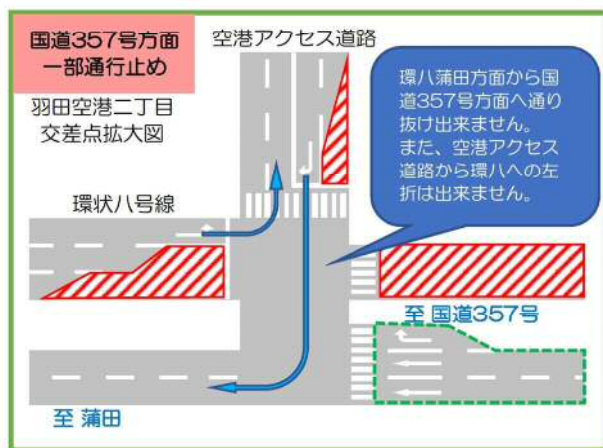 国道357号方面
一部通行止め
空港アクセス道路
羽田空港二丁目
交差点拡大図
環八蒲田方面から国
道357号方面へ通り
抜け出来ません。
また、空港アクセス
道路から環八への左
折は出来ません。
環状八号線
至 国道357号
至 蒲田